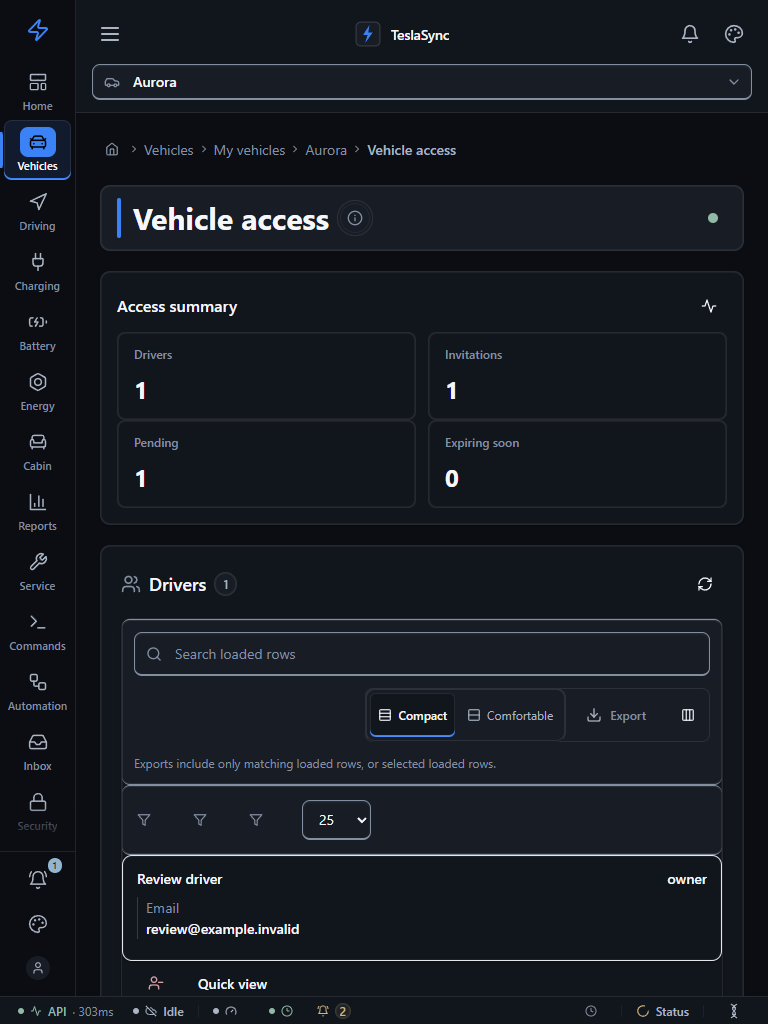 TeslaSync
Aurora
Home
Vehicles
Driving
Charging
Battery
Energy
Cabin
Reports
Service
Commands
Automation
Inbox
Security
1
Vehicles > My vehicles > Aurora > Vehicle access
Vehicle access
Access summary
Drivers
1
Invitations
1
Pending
1
Expiring soon
0
Drivers 1
Search loaded rows
Compact Comfortable Export
Exports include only matching loaded rows, or selected loaded rows.
25
Review driver owner
Email
review@example.invalid
Quick view
API · 303ms Idle 2 Status